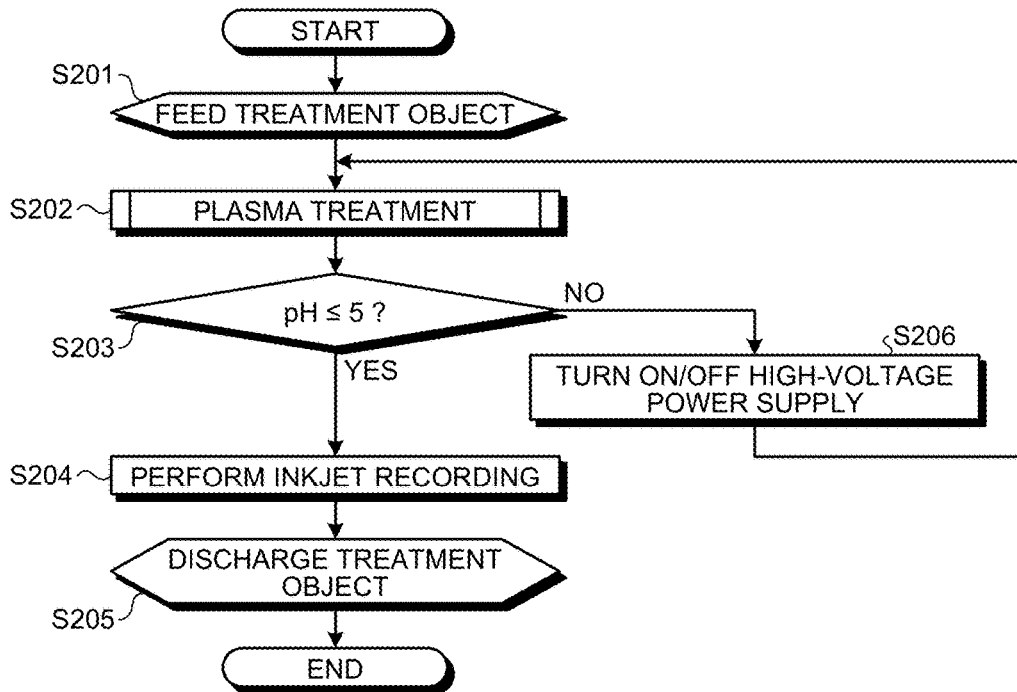 START
S201
FEED TREATMENT OBJECT
S202
PLASMA TREATMENT
pH ≤ 5 ?
NO
S203
YES
S206
TURN ON/OFF HIGH-VOLTAGE
POWER SUPPLY
S204
PERFORM INKJET RECORDING
DISCHARGE TREATMENT
OBJECT
S205
END